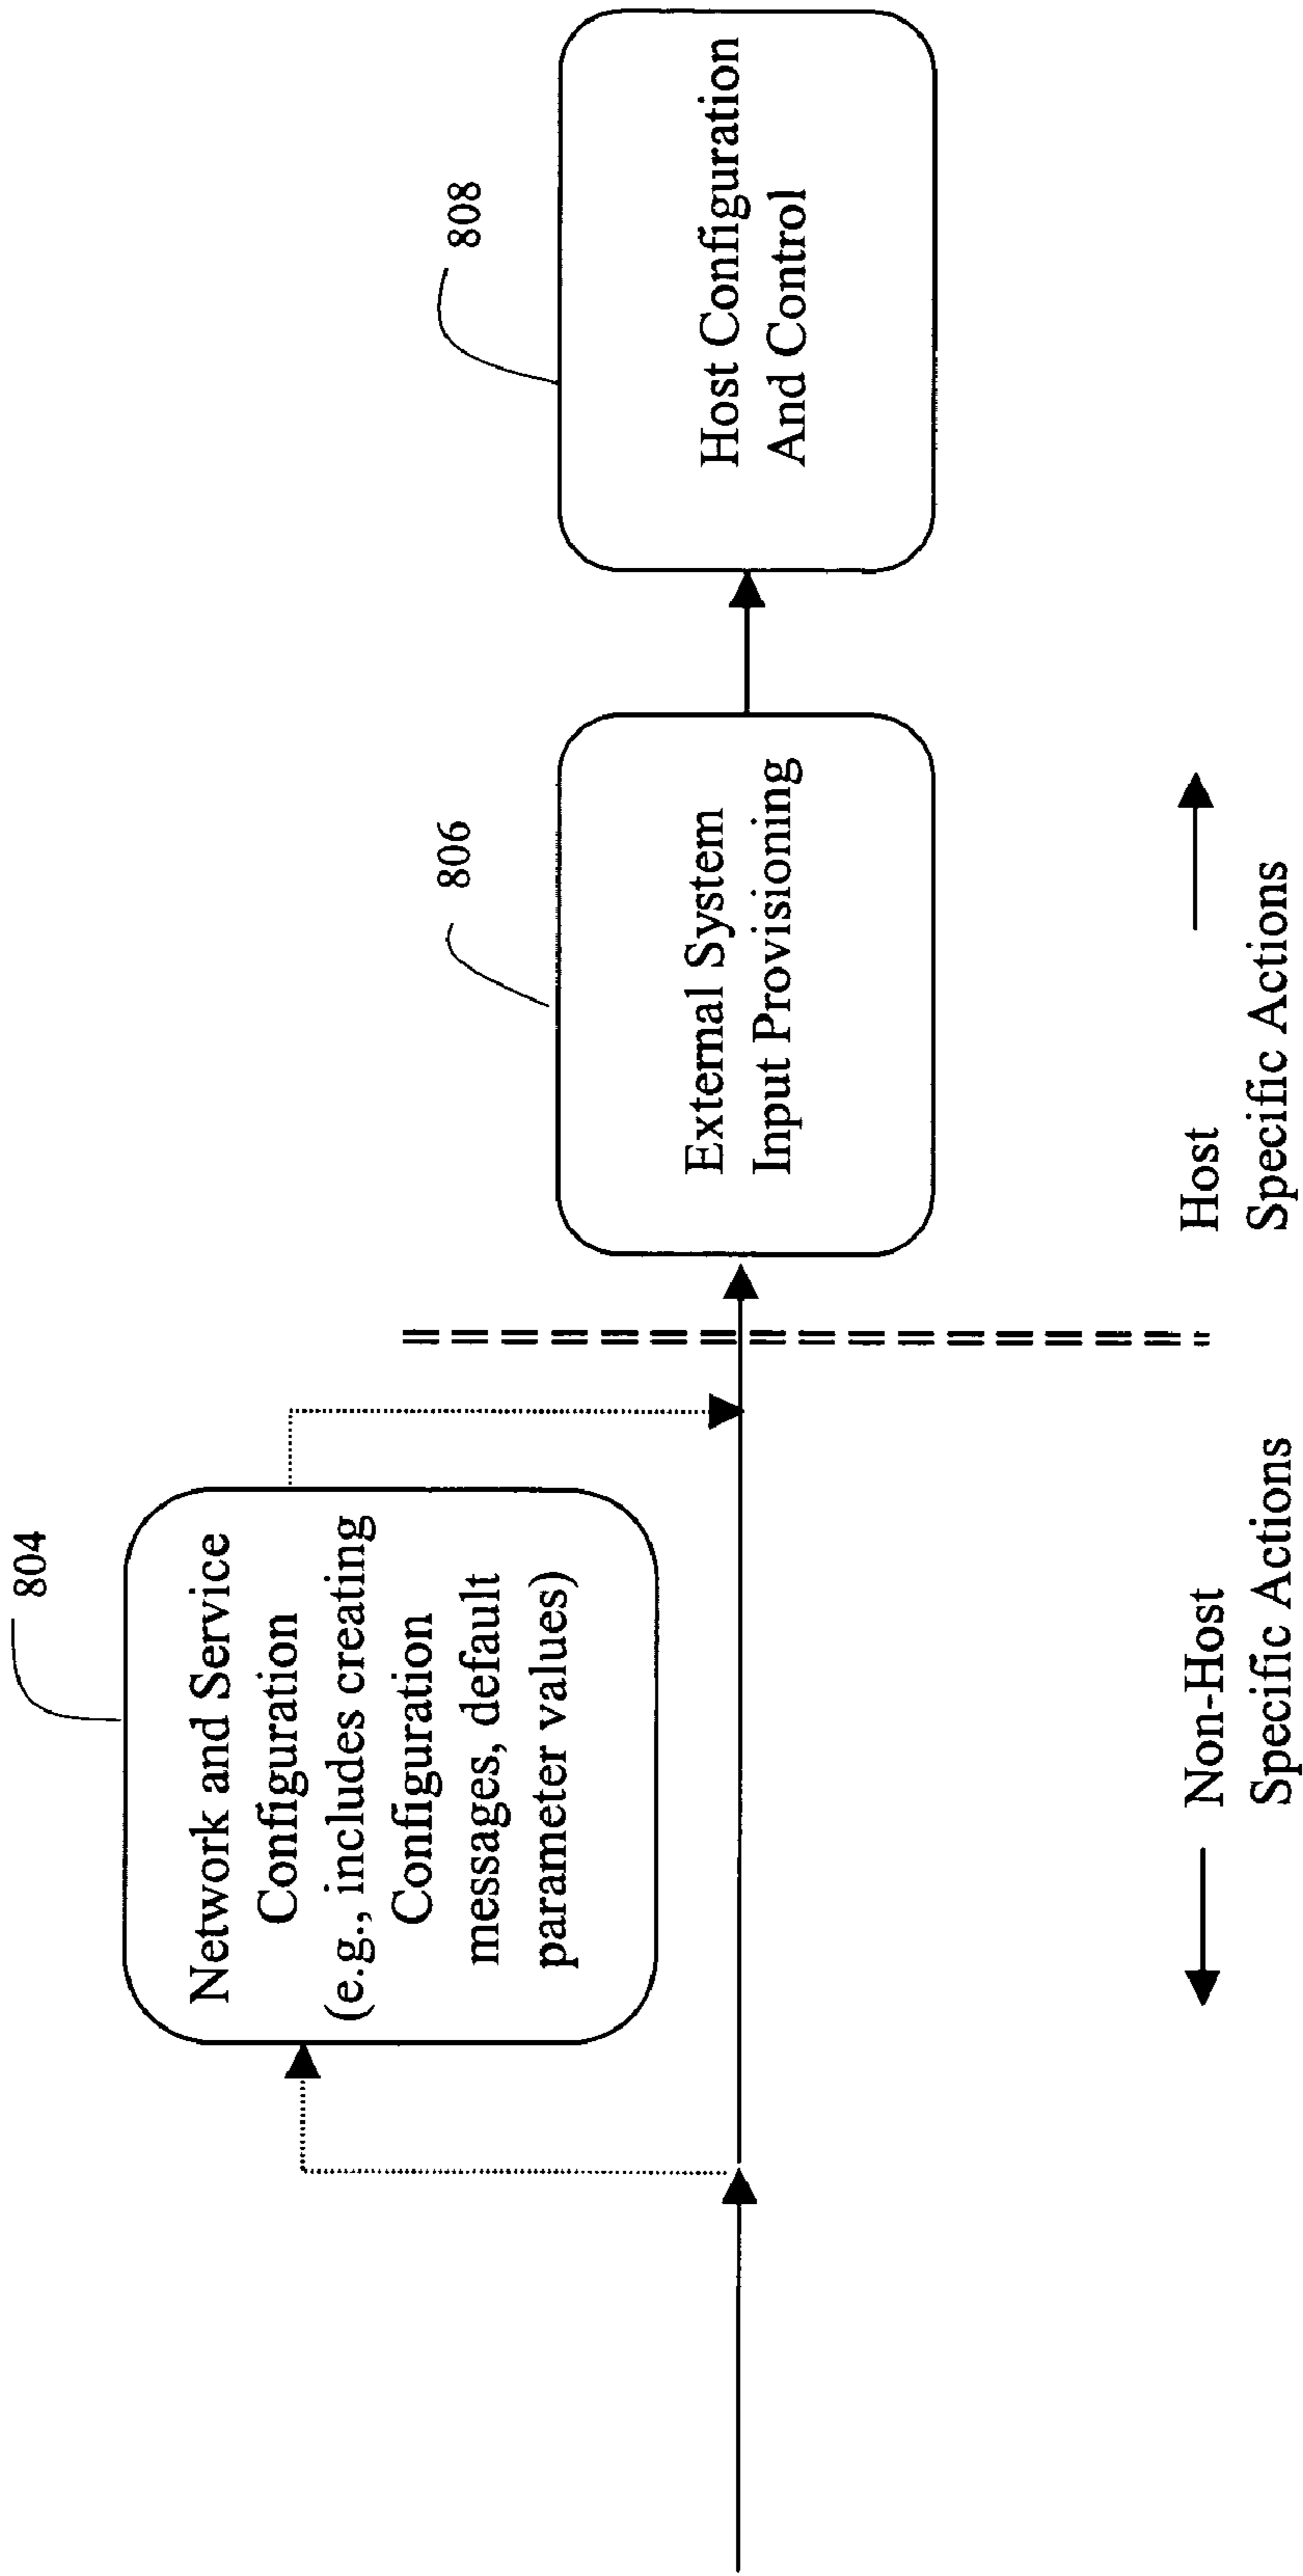 804
Network and Service
Configuration
(e.g., includes creating
Configuration
messages, default
parameter values)
806
External System
Input Provisioning
808
Host Configuration
And Control
Non-Host
Specific Actions
Host
Specific Actions